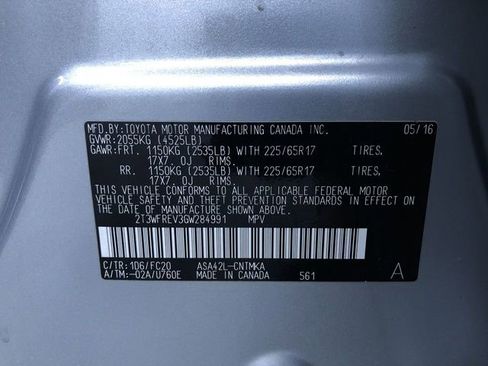 MFD.BY:TOYOTA MOTOR MANUFACTURING CANADA INC. 05/16
GVWR:2055KG (4525LB)
GAWR:FRT. 1150KG (2535LB) WITH 225/65R17 TIRES,
17X7. 0J RIMS.
RR. 1150KG (2535LB) WITH 225/65R17 TIRES,
17X7. 0J RIMS.
THIS VEHICLE CONFORMS TO ALL APPLICABLE FEDERAL MOTOR
VEHICLE SAFETY AND THEFT PREVENTION STANDARDS IN EFFECT ON
THE DATE OF MANUFACTURE SHOWN ABOVE.
2T3WFREV3GW284991 MPV
C/TR:1D6/FC20 ASA42L-CNTMKA
A/TM:-02A/U760E MADE IN CANADA 561 A